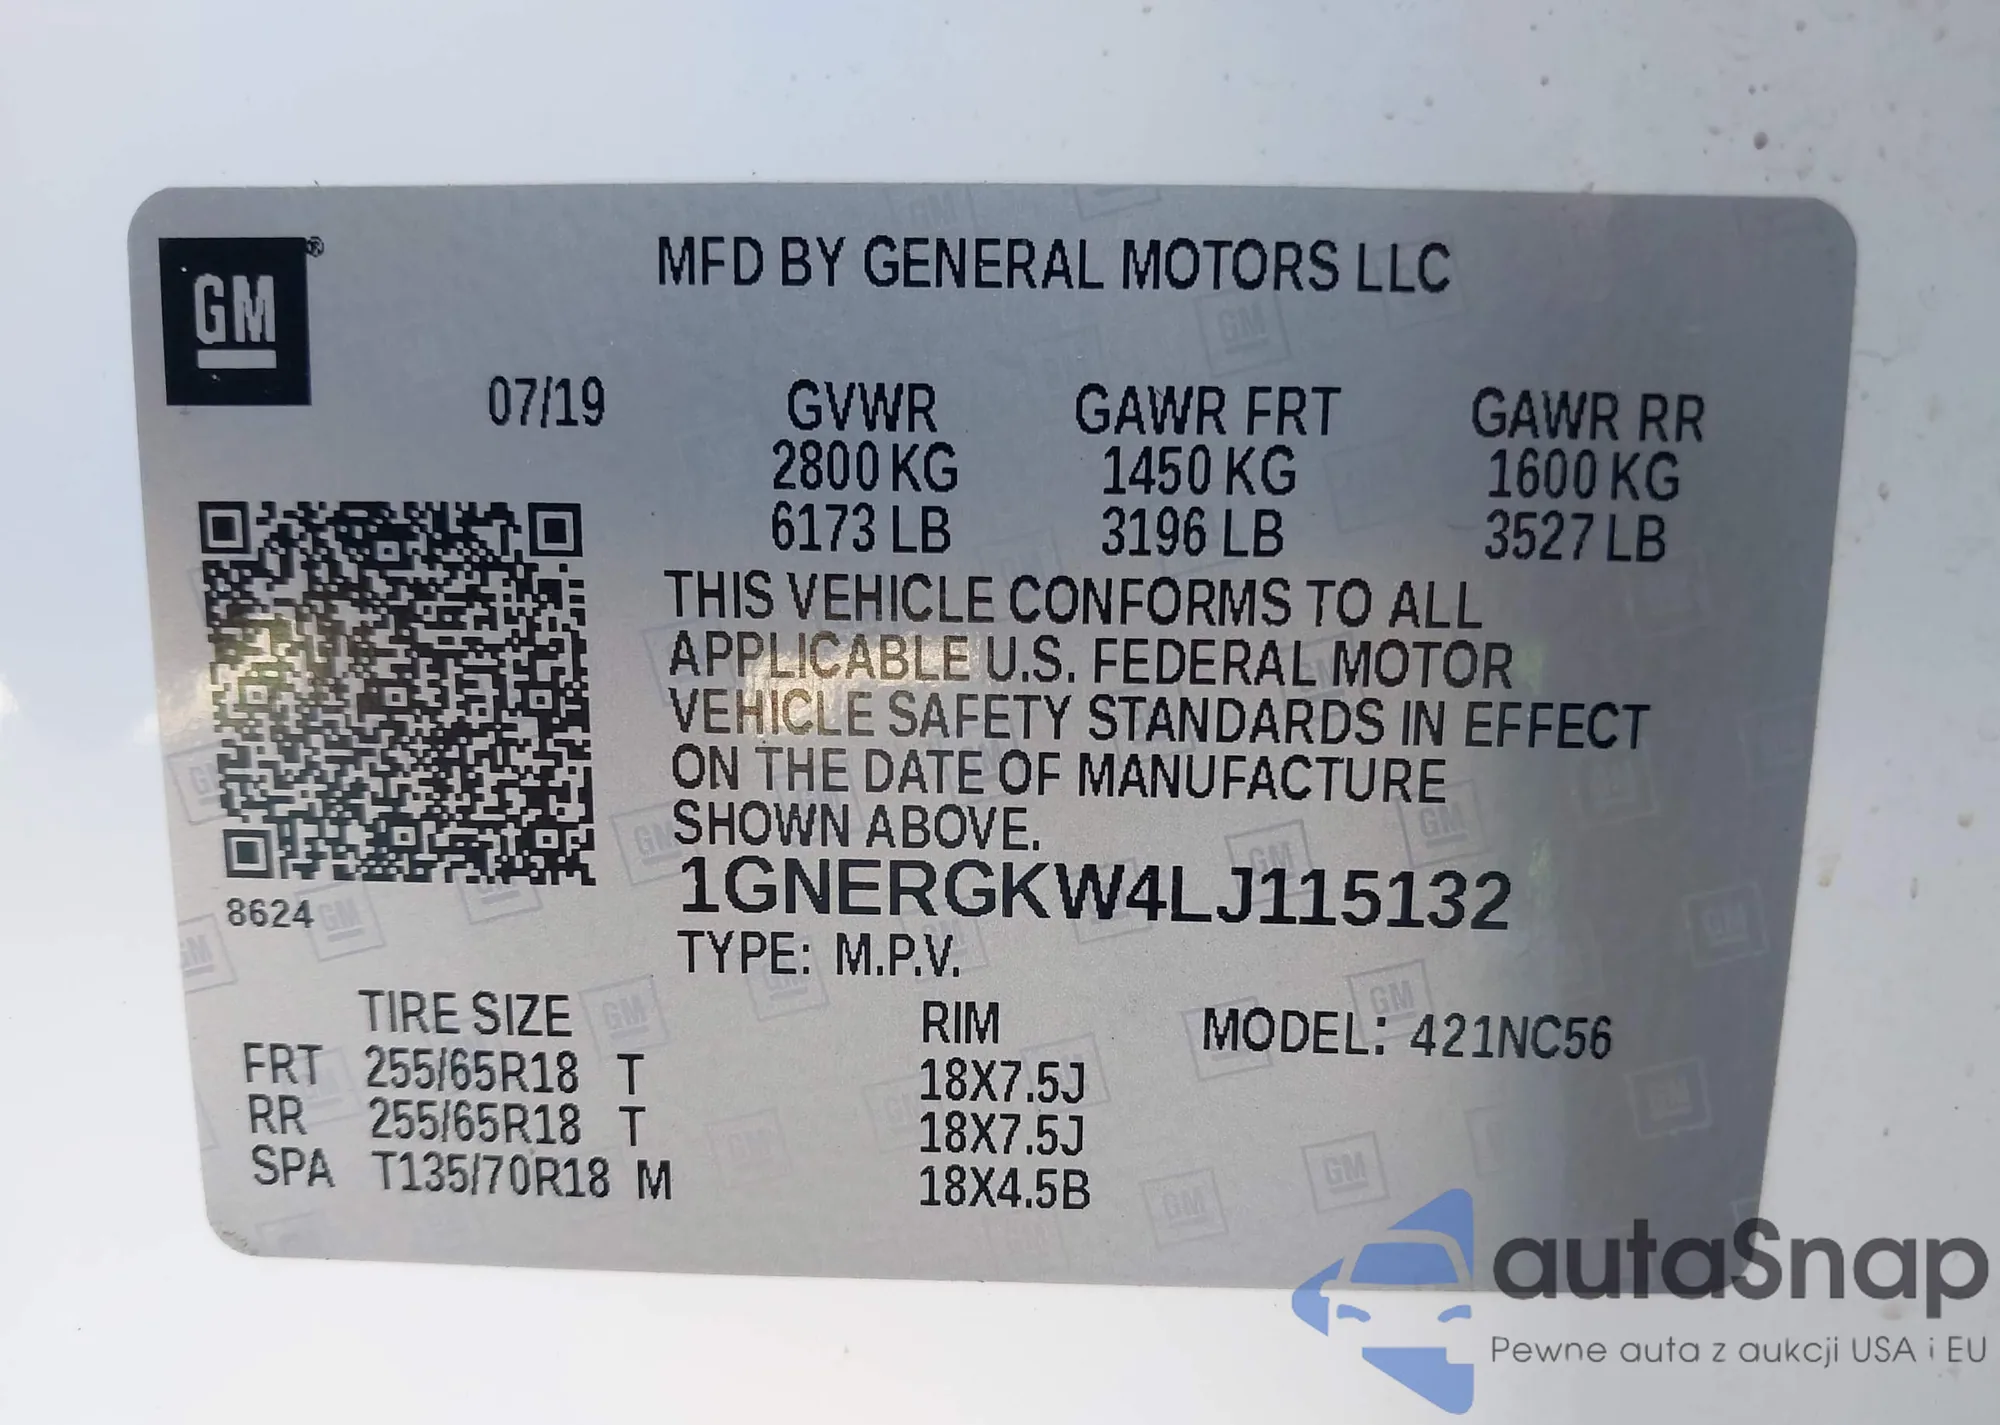 GM ®
MFD BY GENERAL MOTORS LLC
07/19 GVWR GAWR FRT GAWR RR
2800 KG 1450 KG 1600 KG
6173 LB 3196 LB 3527 LB
THIS VEHICLE CONFORMS TO ALL
APPLICABLE U.S. FEDERAL MOTOR
VEHICLE SAFETY STANDARDS IN EFFECT
ON THE DATE OF MANUFACTURE
SHOWN ABOVE.
1GNERGKW4LJ115132
8624
TYPE: M.P.V.
TIRE SIZE RIM MODEL: 421NC56
FRT 255/65R18 T 18X7.5J
RR 255/65R18 T 18X7.5J
SPA T135/70R18 M 18X4.5B
autaSnap
Pewne auta z aukcji USA i EU